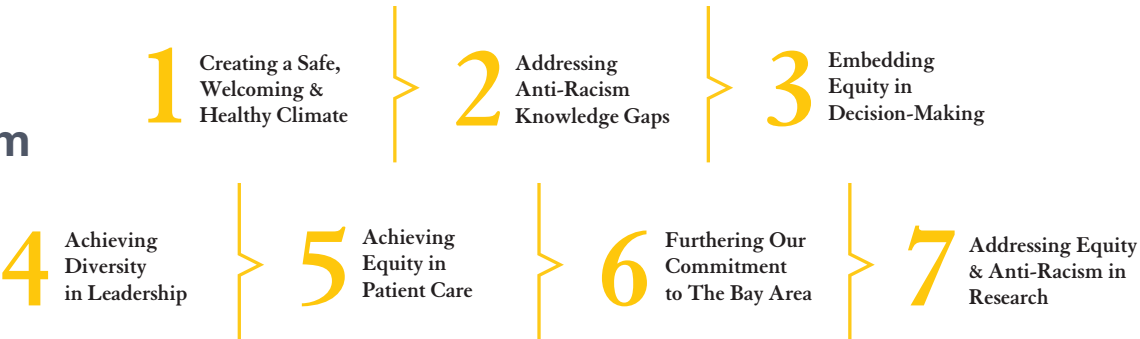 1
Creating a Safe,
Welcoming &
Healthy Climate
2
Addressing
Anti-Racism
Knowledge Gaps
3
Embedding
Equity in
Decision-Making
m
4
Achieving
Diversity
in Leadership
5
Achieving
Equity in
Patient Care
6
Furthering Our
Commitment
to The Bay Area
7
Addressing Equity
& Anti-Racism in
Research